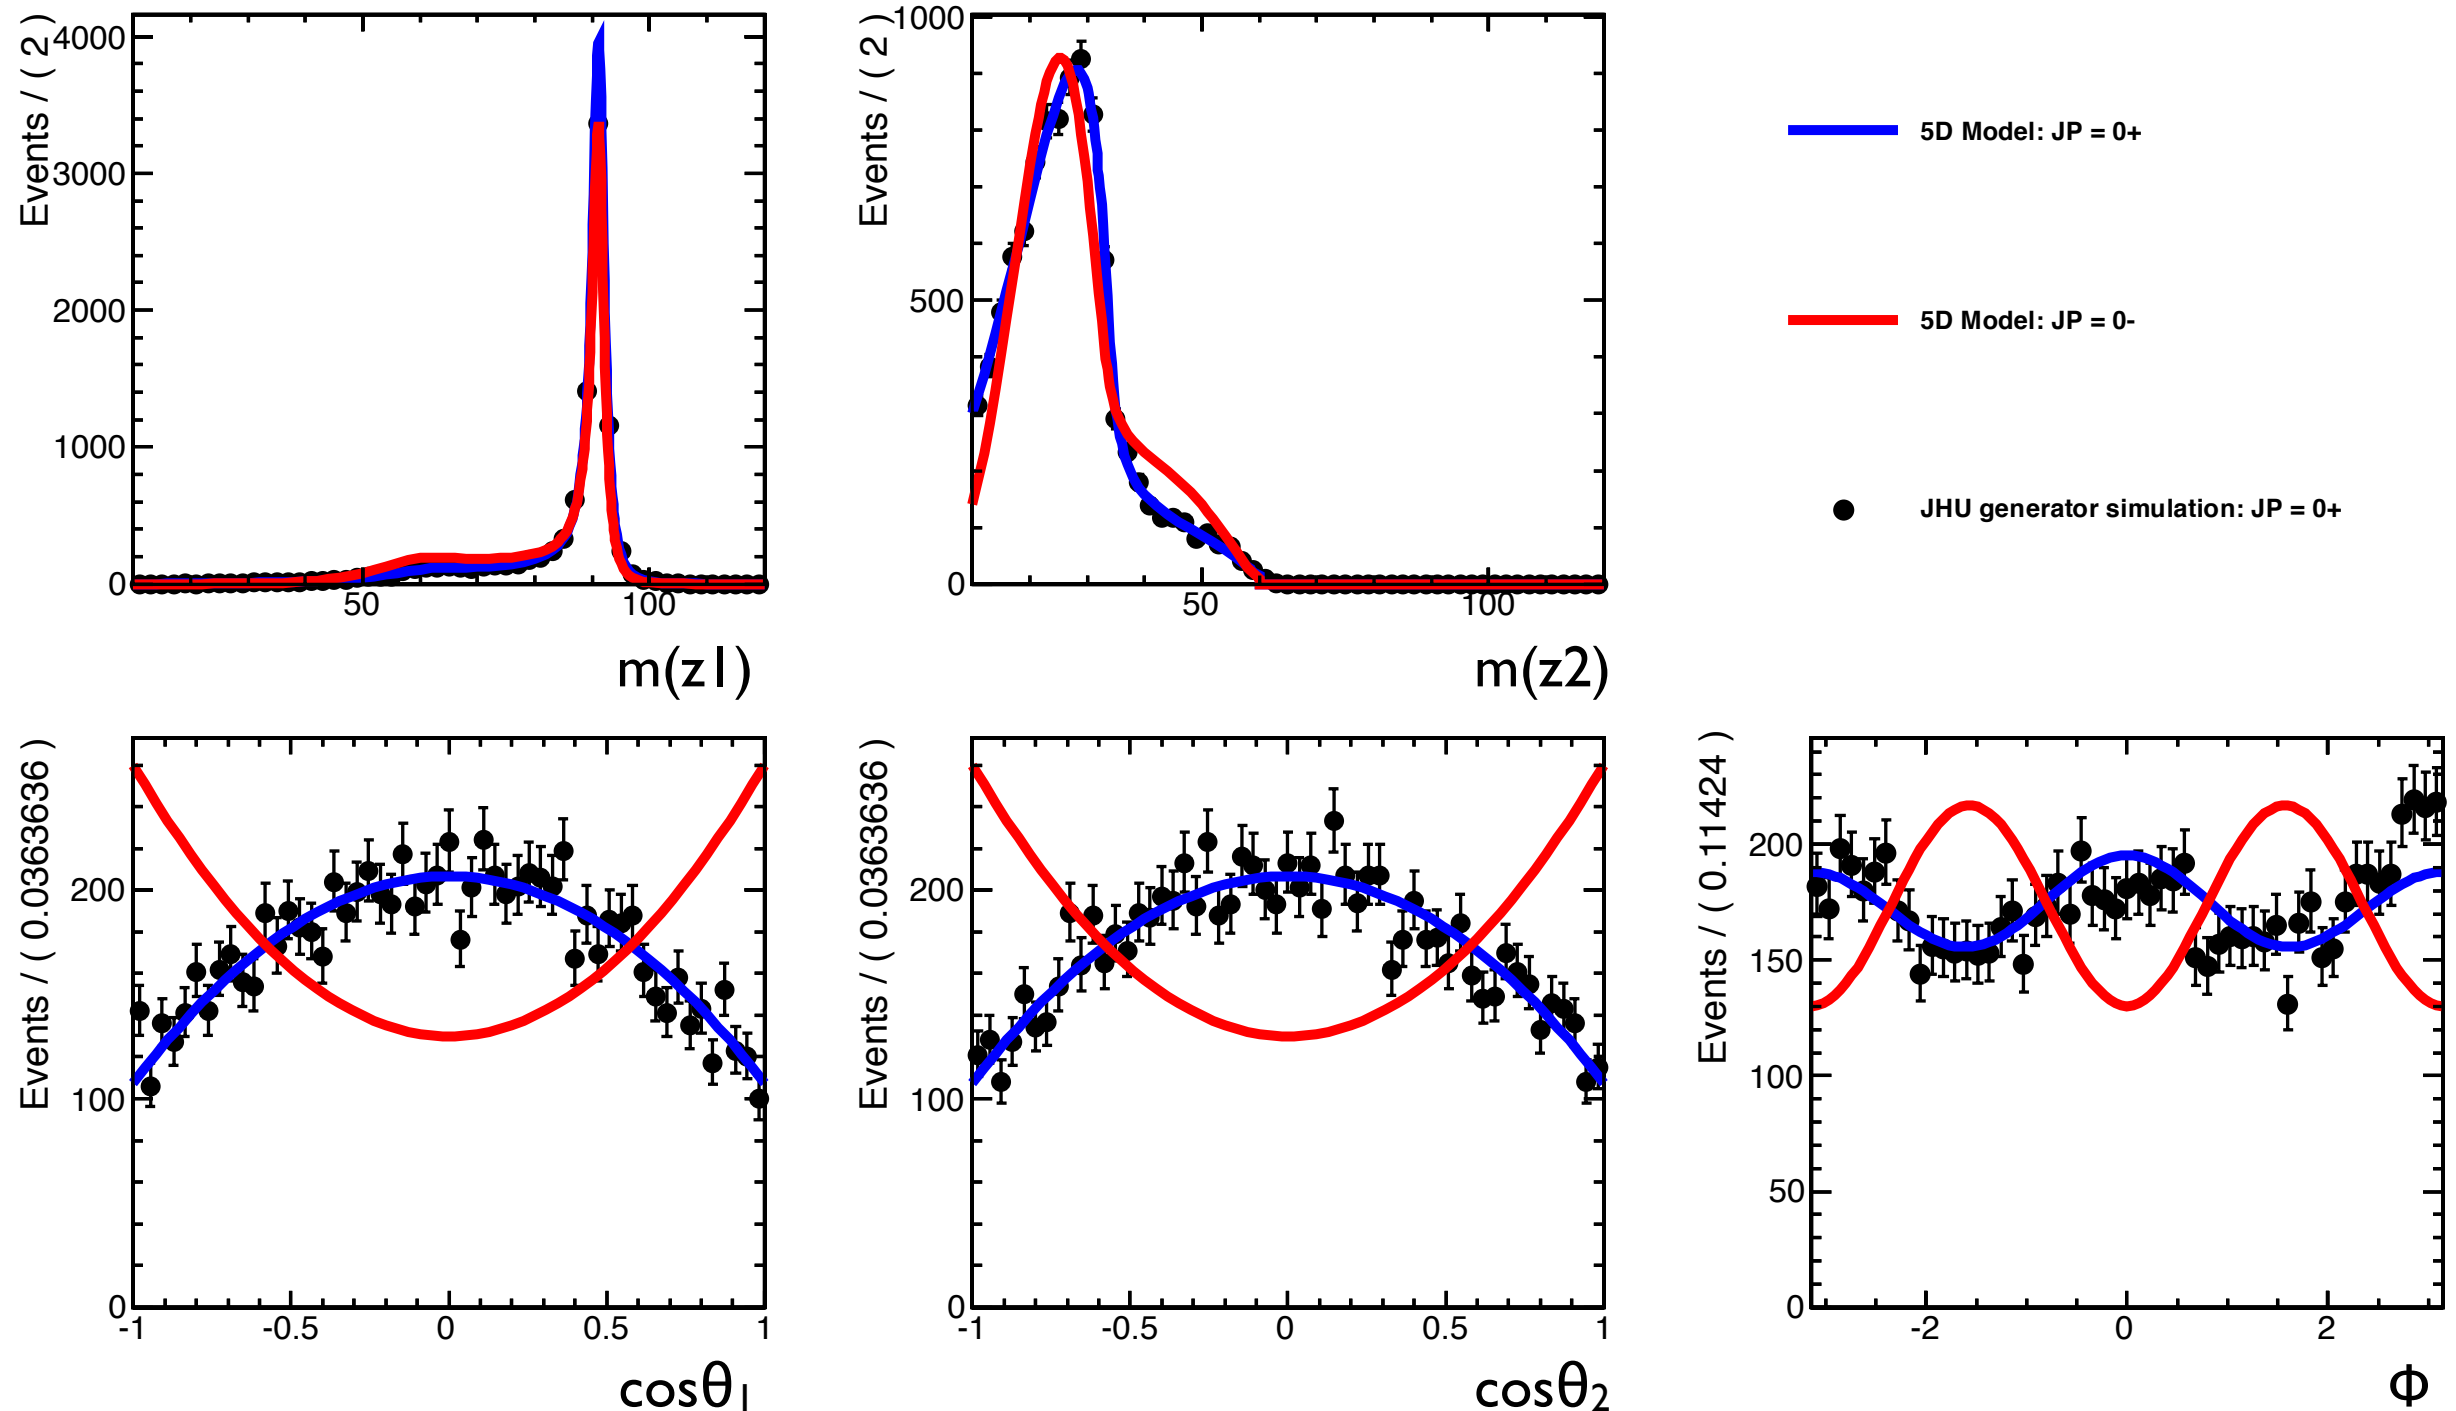 Events / ( 2 )
4000
3000
2000
1000
0
50
100
m(z1)
Events / ( 2 )
1000
500
0
50
100
m(z2)
5D Model: JP = 0+
5D Model: JP = 0-
JHU generator simulation: JP = 0+
Events / ( 0.0363636 )
200
100
0
-1
-0.5
0
0.5
1
cosθ1
Events / ( 0.0363636 )
200
100
0
-1
-0.5
0
0.5
1
cosθ2
Events / ( 0.11424 )
200
150
100
50
0
-2
0
2
Φ